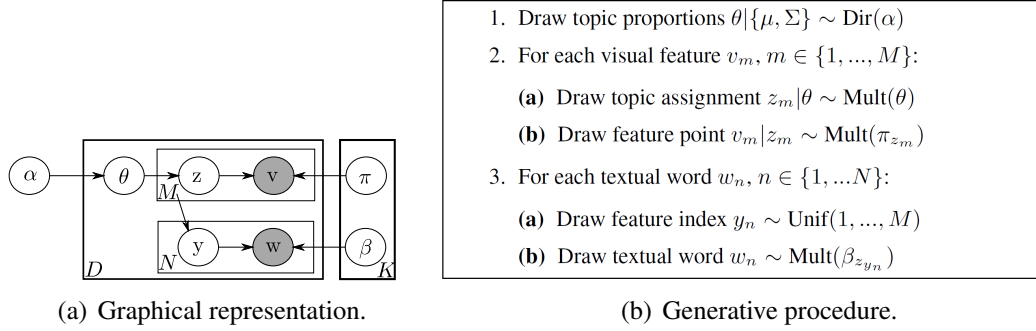 α
θ
z
v
π
M
y
w
β
N
D
K
(a) Graphical representation.
1. Draw topic proportions θ|{μ, Σ} ∼ Dir(α)
2. For each visual feature v_m, m ∈ {1, ..., M}:
(a) Draw topic assignment z_m|θ ∼ Mult(θ)
(b) Draw feature point v_m|z_m ∼ Mult(π_{z_m})
3. For each textual word w_n, n ∈ {1, ...N}:
(a) Draw feature index y_n ∼ Unif(1, ..., M)
(b) Draw textual word w_n ∼ Mult(β_{z_{y_n}})
(b) Generative procedure.